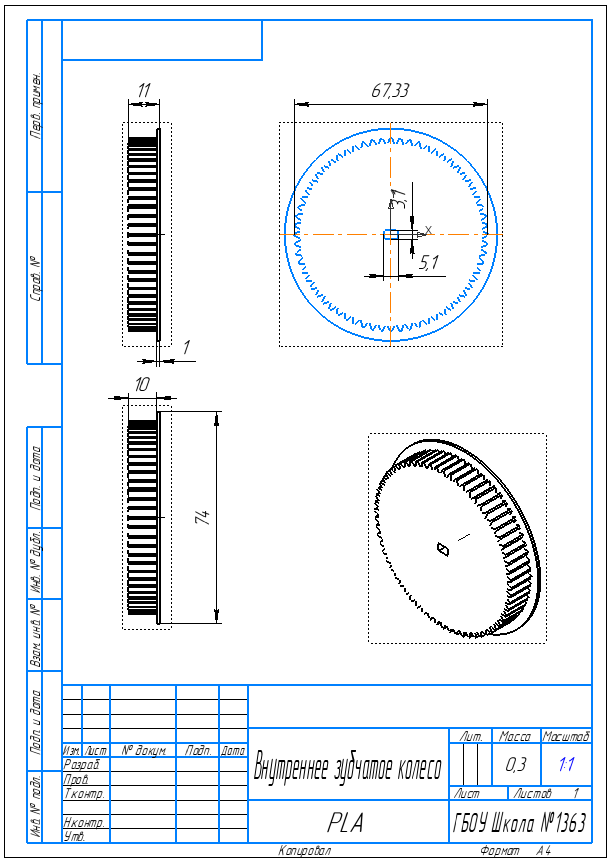 Перв. примен.
Справ. №
Подп. и дата
Инв. № дубл.
Взам. инв. №
Подп. и дата
Инв. № подл.
11
67,33
3,1
X
5,1
1
10
74
Изм.
Лист
№ докум.
Подп.
Дата
Разраб.
Пров.
Т.контр.
Н.контр.
Утв.
Внутреннее зубчатое колесо
PLA
Лит.
Масса
Масштаб
0,3
1:1
Лист
Листов 1
ГБОУ Школа №1363
Копировал
Формат А4